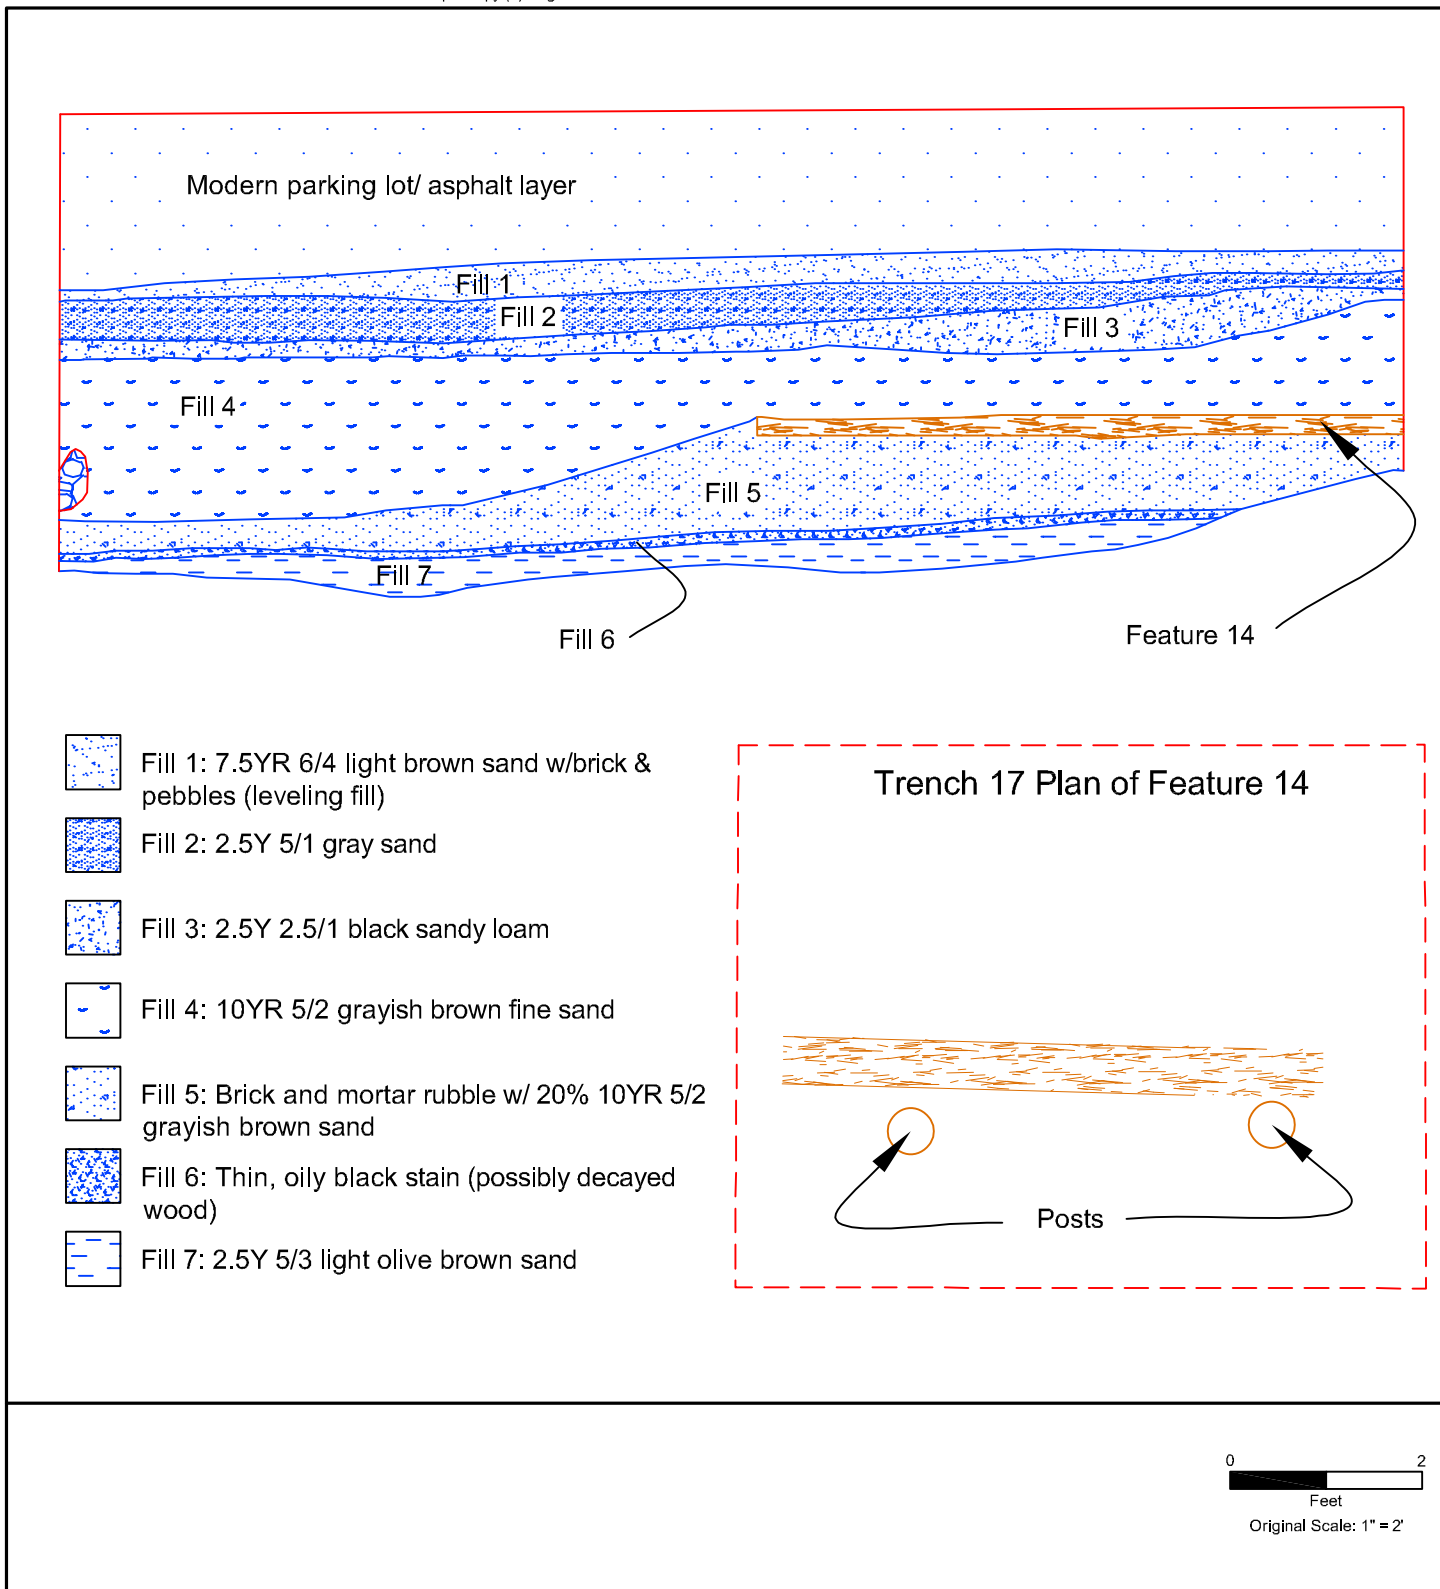 Modern parking lot/ asphalt layer
Fill 1
Fill 2
Fill 3
Fill 4
Fill 5
Fill 7
Fill 6
Feature 14
Fill 1: 7.5YR 6/4 light brown sand w/brick &
pebbles (leveling fill)
Fill 2: 2.5Y 5/1 gray sand
Fill 3: 2.5Y 2.5/1 black sandy loam
Fill 4: 10YR 5/2 grayish brown fine sand
Fill 5: Brick and mortar rubble w/ 20% 10YR 5/2
grayish brown sand
Fill 6: Thin, oily black stain (possibly decayed
wood)
Fill 7: 2.5Y 5/3 light olive brown sand
Trench 17 Plan of Feature 14
Posts
0 2
Feet
Original Scale: 1" = 2'